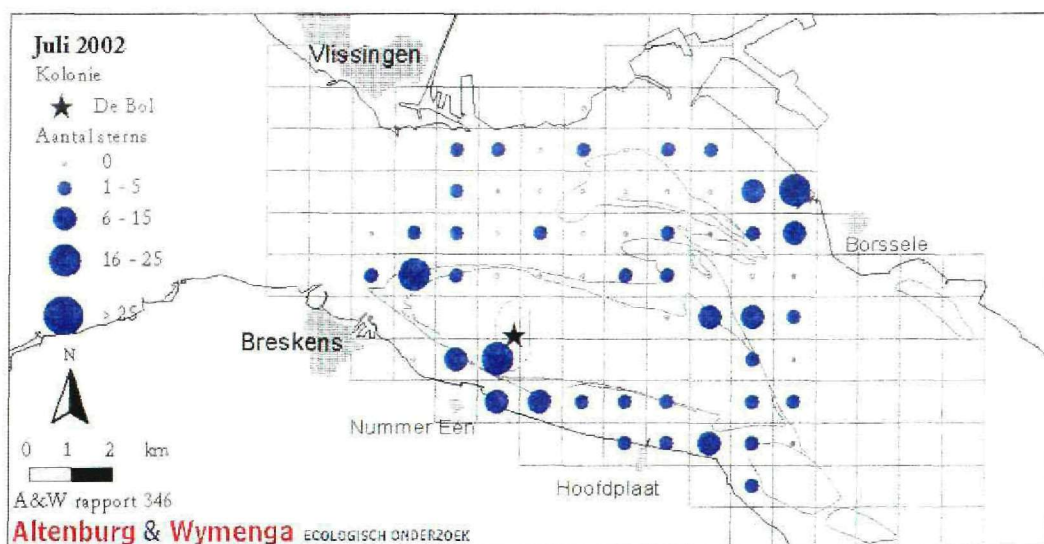 Juli 2002
Kolonie
De Bol
Aantal sterns
0
1 - 5
6 - 15
16 - 25
> 25
N
0 1 2 km
A&W rapport 346
Altenburg & Wymenga ECOLOGISCH ONDERZOEK
Vlissingen
Borssele
Breskens
Nummer Een
Hoofdplaat